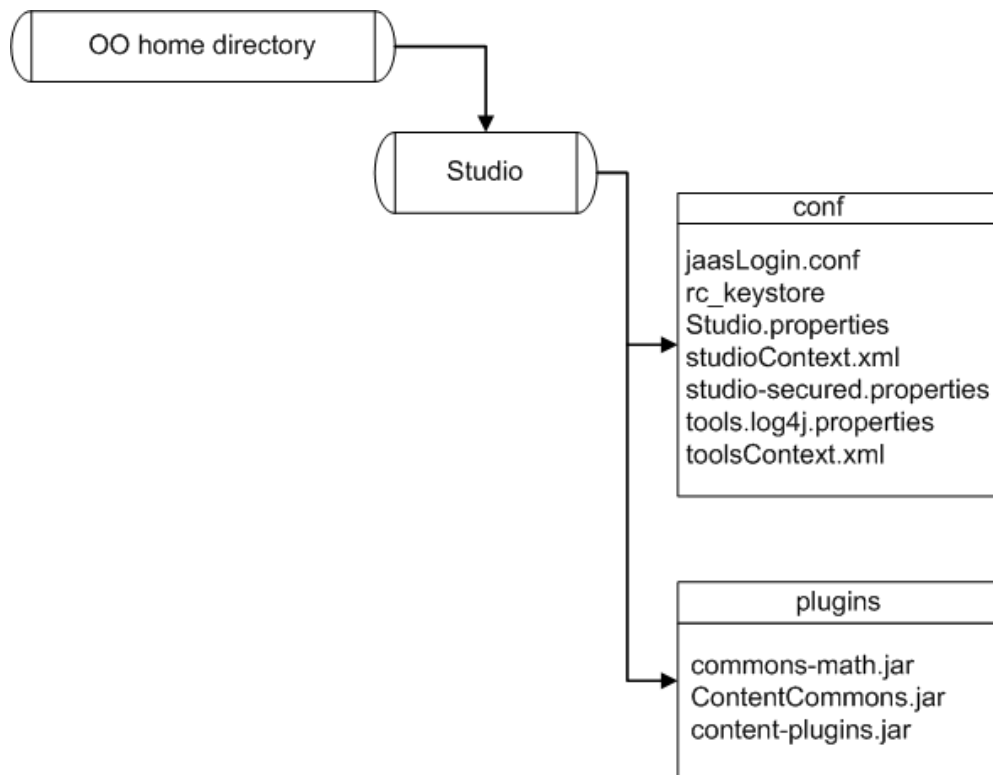 OO home directory
Studio
conf
jaasLogin.conf
rc_keystore
Studio.properties
studioContext.xml
studio-secured.properties
tools.log4j.properties
toolsContext.xml
plugins
commons-math.jar
ContentCommons.jar
content-plugins.jar